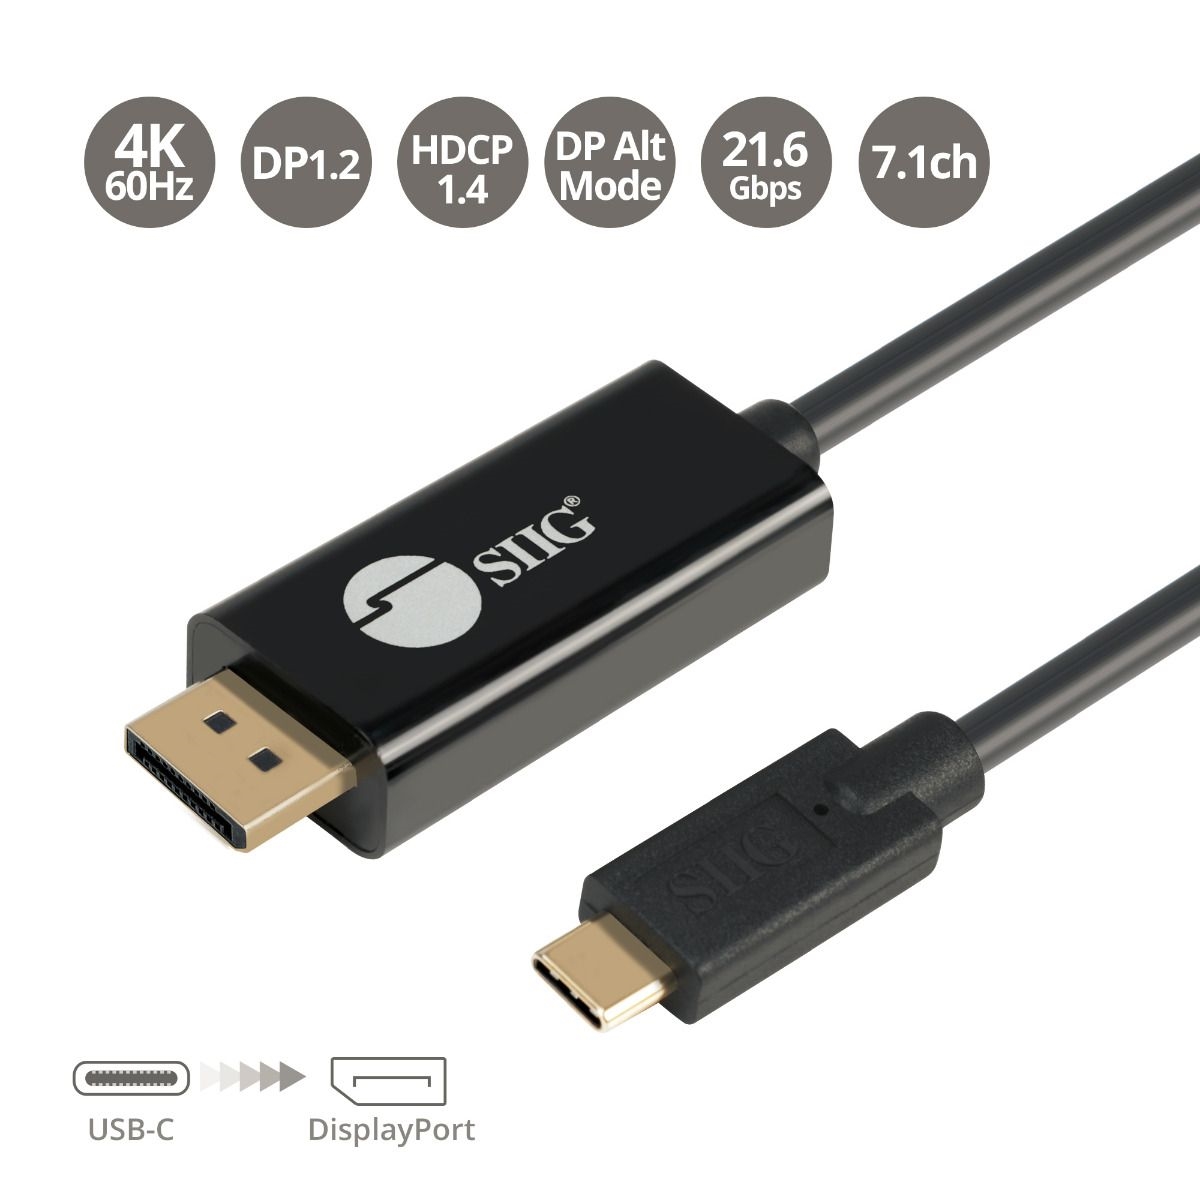 4K
60Hz
DP1.2
HDCP
1.4
DP Alt
Mode
21.6
Gbps
7.1ch
SIIG®
SIIG
USB-C
DisplayPort